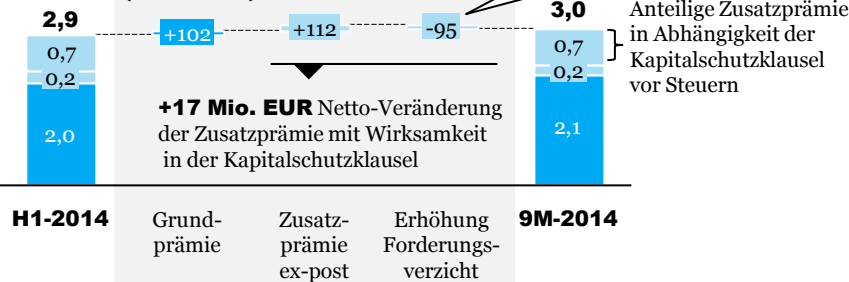 2,9
3,0
+102
+112
-95
Anteilige Zusatzprämie
in Abhängigkeit der
Kapitalschutzklausel
vor Steuern
0,7
0,2
2,0
0,7
0,2
2,1
+17 Mio. EUR Netto-Veränderung
der Zusatzprämie mit Wirksamkeit
in der Kapitalschutzklausel
H1-2014
Grund-
prämie
Zusatz-
prämie
ex-post
Erhöhung
Forderungs-
verzicht
9M-2014